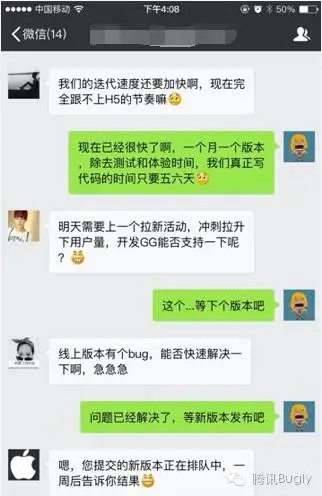 中国移动
下午4:08
50%
微信(14)
我们的迭代速度还要加快啊，现在完
全跟不上H5的节奏嘛
现在已经很快了啊，一个月一个版本
，除去测试和体验时间，我们真正写
代码的时间只要五六天
明天需要上一个拉新活动，冲刺拉升
下用户量，开发GG能否支持一下呢
？
这个...等下个版本吧
线上版本有个bug，能否快速解决一
下啊，急急急
问题已经解决了，等新版本发布吧
嗯，您提交的新版本正在排队中，一
周后告诉你结果
腾讯Bugly